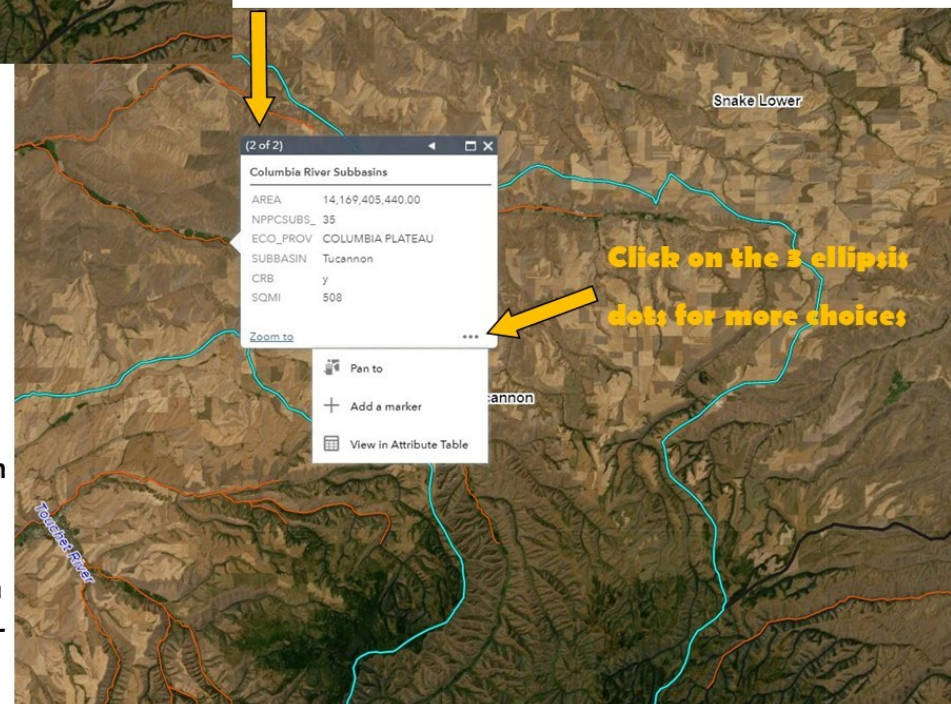 Snake Lower
(2 of 2)
Columbia River Subbasins
AREA 14,169,405,440.00
NPPCSUBS_ 35
ECO_PROV COLUMBIA PLATEAU
SUBBASIN Tucannon
CRB y
SQMI 508
Zoom to
Click on the 3 ellipsis
dots for more choices
Pan to
Add a marker
View in Attribute Table
Touchet River